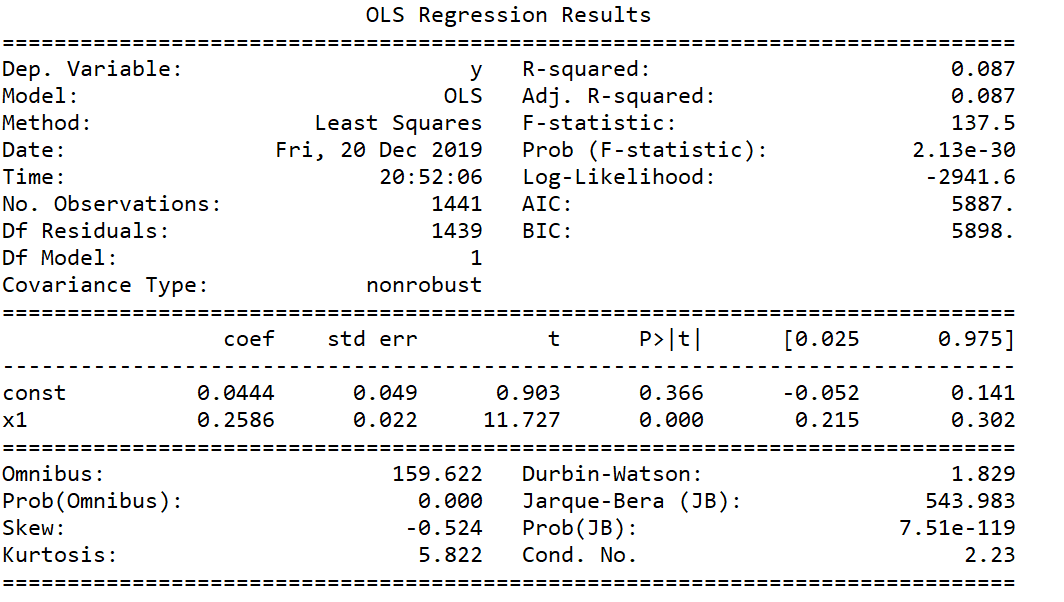 OLS Regression Results
==============================================================================
Dep. Variable:                      y   R-squared:                       0.087
Model:                            OLS   Adj. R-squared:                  0.087
Method:                 Least Squares   F-statistic:                     137.5
Date:                Fri, 20 Dec 2019   Prob (F-statistic):           2.13e-30
Time:                        20:52:06   Log-Likelihood:                -2941.6
No. Observations:                1441   AIC:                             5887.
Df Residuals:                    1439   BIC:                             5898.
Df Model:                           1
Covariance Type:            nonrobust
==============================================================================
                 coef    std err          t      P>|t|      [0.025      0.975]
------------------------------------------------------------------------------
const          0.0444      0.049      0.903      0.366      -0.052       0.141
x1             0.2586      0.022     11.727      0.000       0.215       0.302
==============================================================================
Omnibus:                      159.622   Durbin-Watson:                   1.829
Prob(Omnibus):                  0.000   Jarque-Bera (JB):              543.983
Skew:                          -0.524   Prob(JB):                    7.51e-119
Kurtosis:                       5.822   Cond. No.                         2.23
==============================================================================